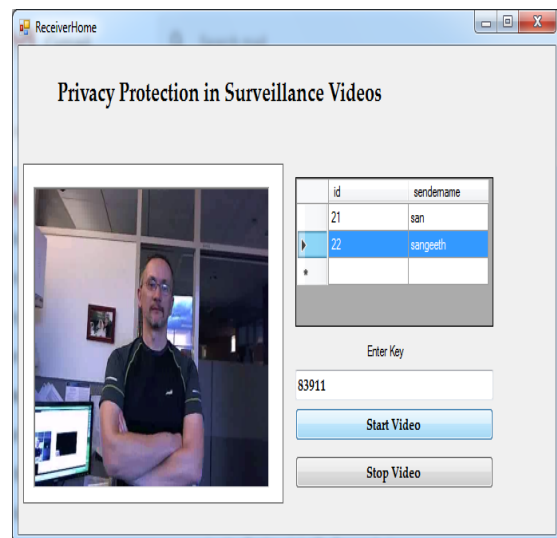 ReceiverHome
Privacy Protection in Surveillance Videos
id sendername
21 san
22 sangeeth
Enter Key
83911
Start Video
Stop Video